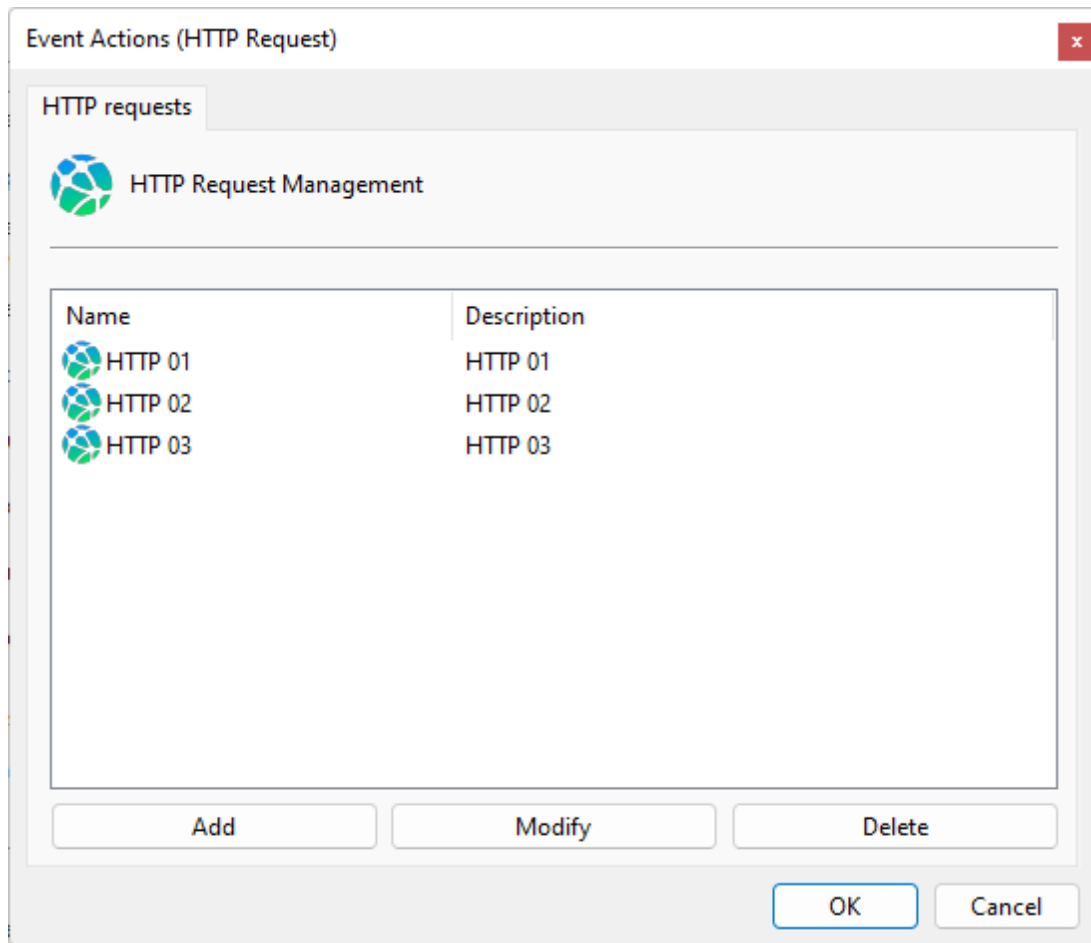 Event Actions (HTTP Request)
x
HTTP requests
HTTP Request Management
Name Description
HTTP 01 HTTP 01
HTTP 02 HTTP 02
HTTP 03 HTTP 03
Add Modify Delete
OK Cancel